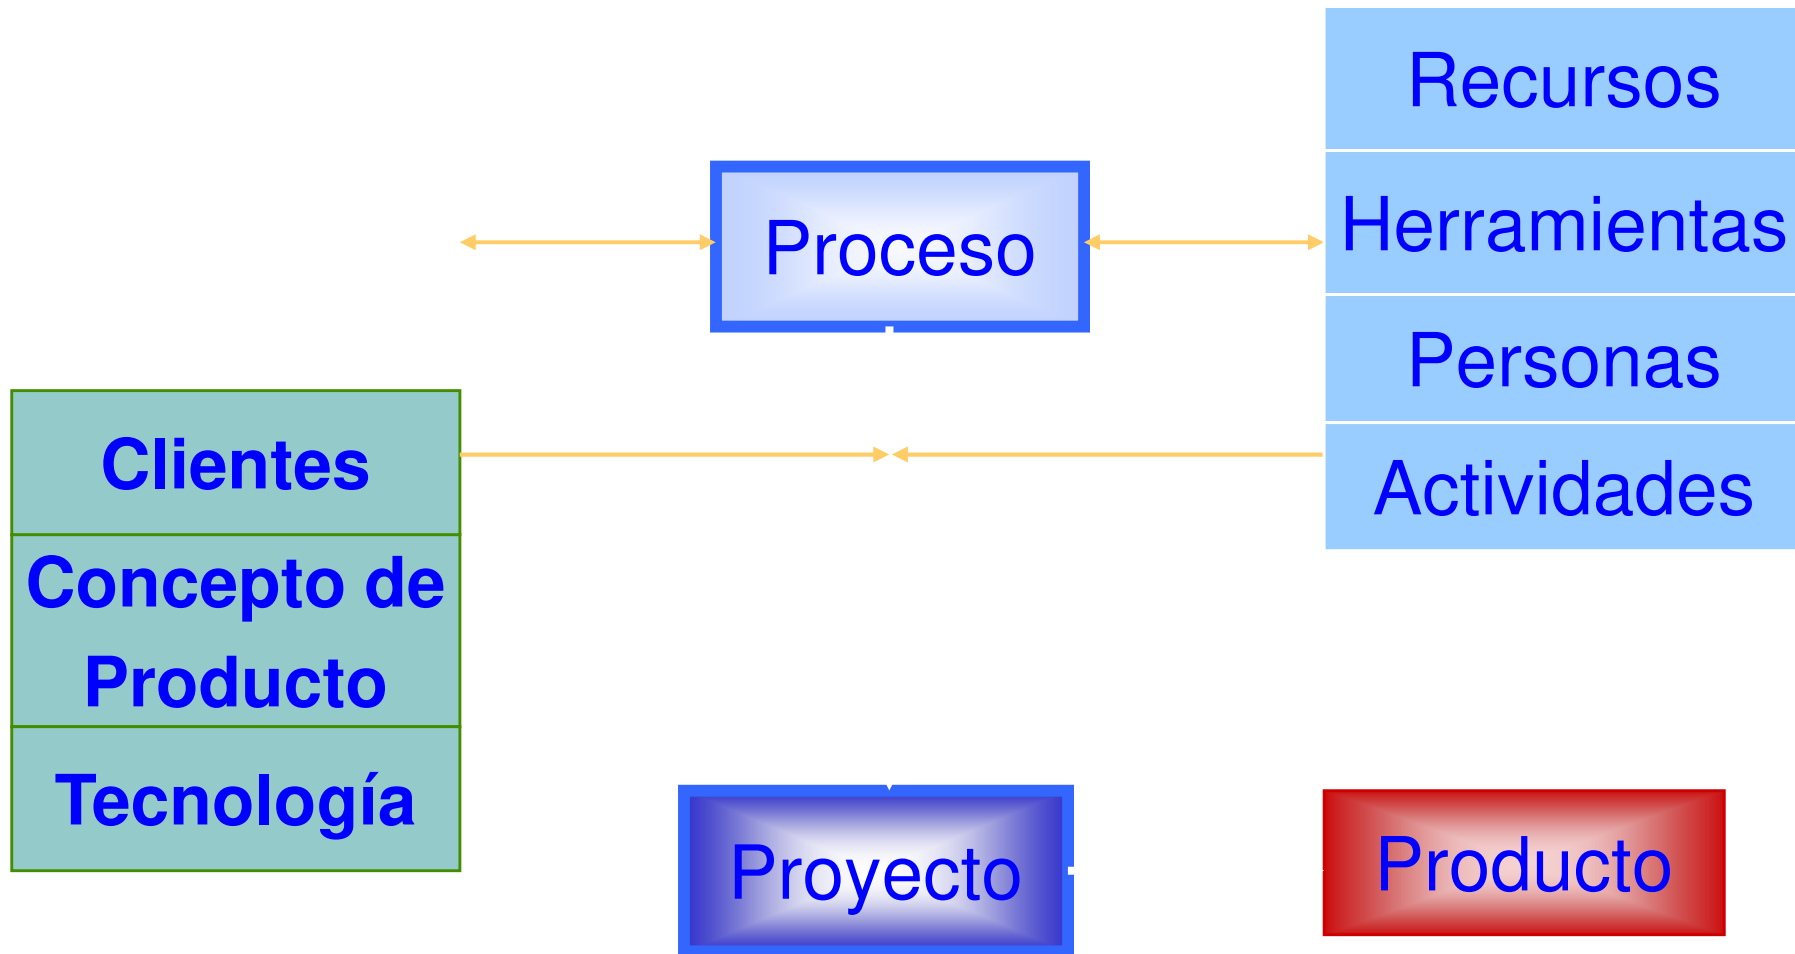 Recursos
Herramientas
Personas
Actividades
Proceso
Clientes
Concepto de
Producto
Tecnología
Proyecto
Producto